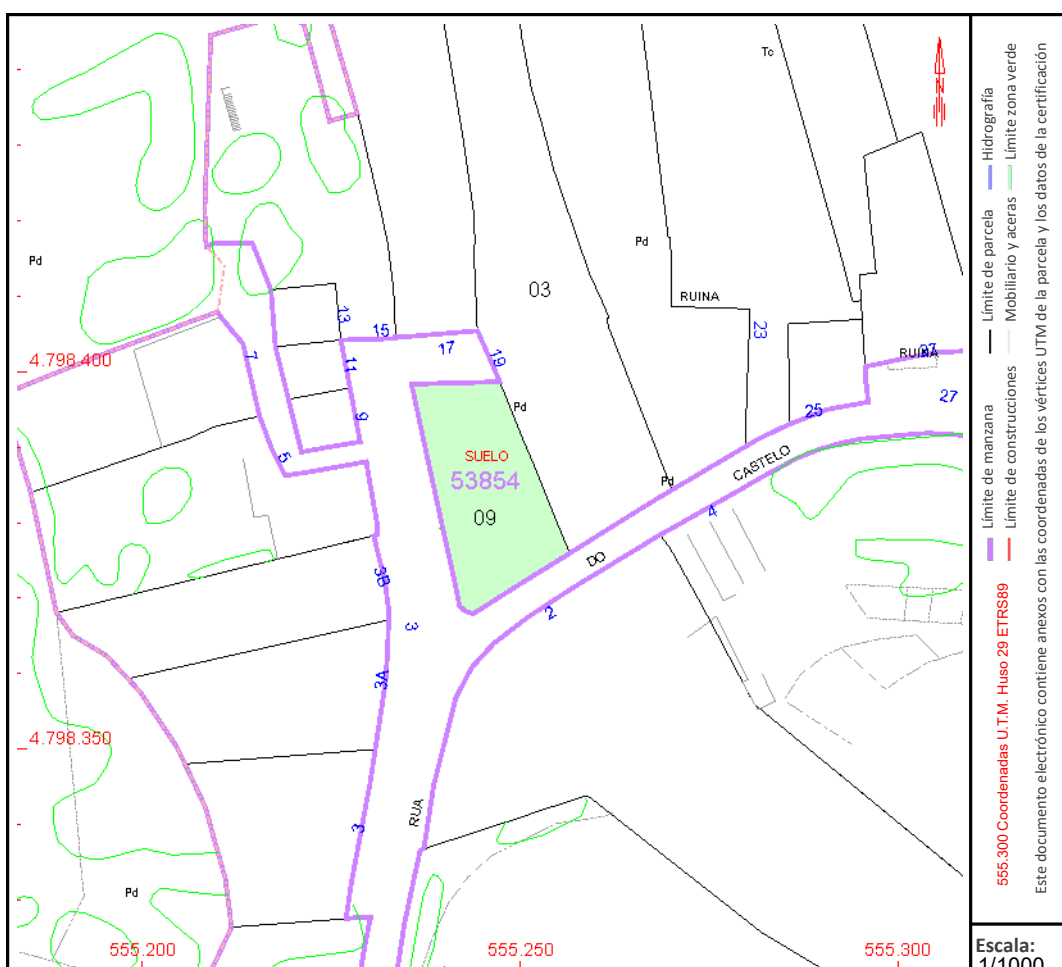 Tc
Pd
Pd
03
RUINA
13
15
17
19
23
7
11
9
5
4.798.400
RUINA
27
27
25
Pd
SUELO
53854
09
Pd
CASTELO
DO
4
2
3B
3
3A
4.798.350
RUA
3
Pd
555.200
555.250
555.300
N
Límite de manzana
Límite de parcela
Hidrografía
Límite de construcciones
Mobiliario y aceras
Límite zona verde
555.300 Coordenadas U.T.M. Huso 29 ETRS89
Este documento electrónico contiene anexos con las coordenadas de los vértices UTM de la parcela y los datos de la certificación
Escala:
1/1000